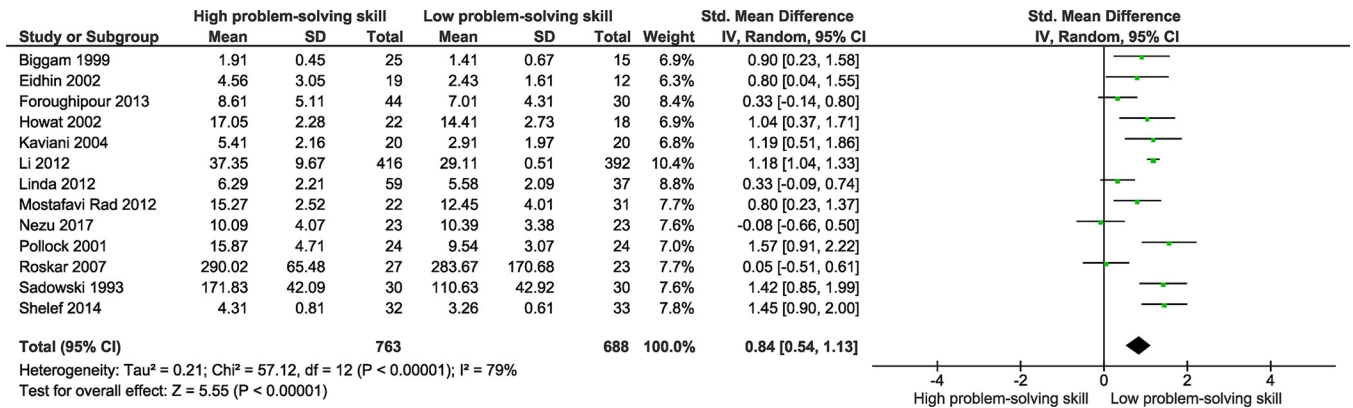 High problem-solving skill Low problem-solving skill Std. Mean Difference Std. Mean Difference
Study or Subgroup Mean SD Total Mean SD Total Weight IV, Random, 95% CI IV, Random, 95% CI
Biggam 1999 1.91 0.45 25 1.41 0.67 15 6.9% 0.90 [0.23, 1.58]
Eidhin 2002 4.56 3.05 19 2.43 1.61 12 6.3% 0.80 [0.04, 1.55]
Foroughipour 2013 8.61 5.11 44 7.01 4.31 30 8.4% 0.33 [-0.14, 0.80]
Howat 2002 17.05 2.28 22 14.41 2.73 18 6.9% 1.04 [0.37, 1.71]
Kaviani 2004 5.41 2.16 20 2.91 1.97 20 6.8% 1.19 [0.51, 1.86]
Li 2012 37.35 9.67 416 29.11 0.51 392 10.4% 1.18 [1.04, 1.33]
Linda 2012 6.29 2.21 59 5.58 2.09 37 8.8% 0.33 [-0.09, 0.74]
Mostafavi Rad 2012 15.27 2.52 22 12.45 4.01 31 7.7% 0.80 [0.23, 1.37]
Nezu 2017 10.09 4.07 23 10.39 3.38 23 7.6% -0.08 [-0.66, 0.50]
Pollock 2001 15.87 4.71 24 9.54 3.07 24 7.0% 1.57 [0.91, 2.22]
Roskar 2007 290.02 65.48 27 283.67 170.68 23 7.7% 0.05 [-0.51, 0.61]
Sadowski 1993 171.83 42.09 30 110.63 42.92 30 7.6% 1.42 [0.85, 1.99]
Shelef 2014 4.31 0.81 32 3.26 0.61 33 7.8% 1.45 [0.90, 2.00]
Total (95% CI) 763 688 100.0% 0.84 [0.54, 1.13]
Heterogeneity: Tau² = 0.21; Chi² = 57.12, df = 12 (P < 0.00001); I² = 79%
Test for overall effect: Z = 5.55 (P < 0.00001)
-4 -2 0 2 4
High problem-solving skill Low problem-solving skill